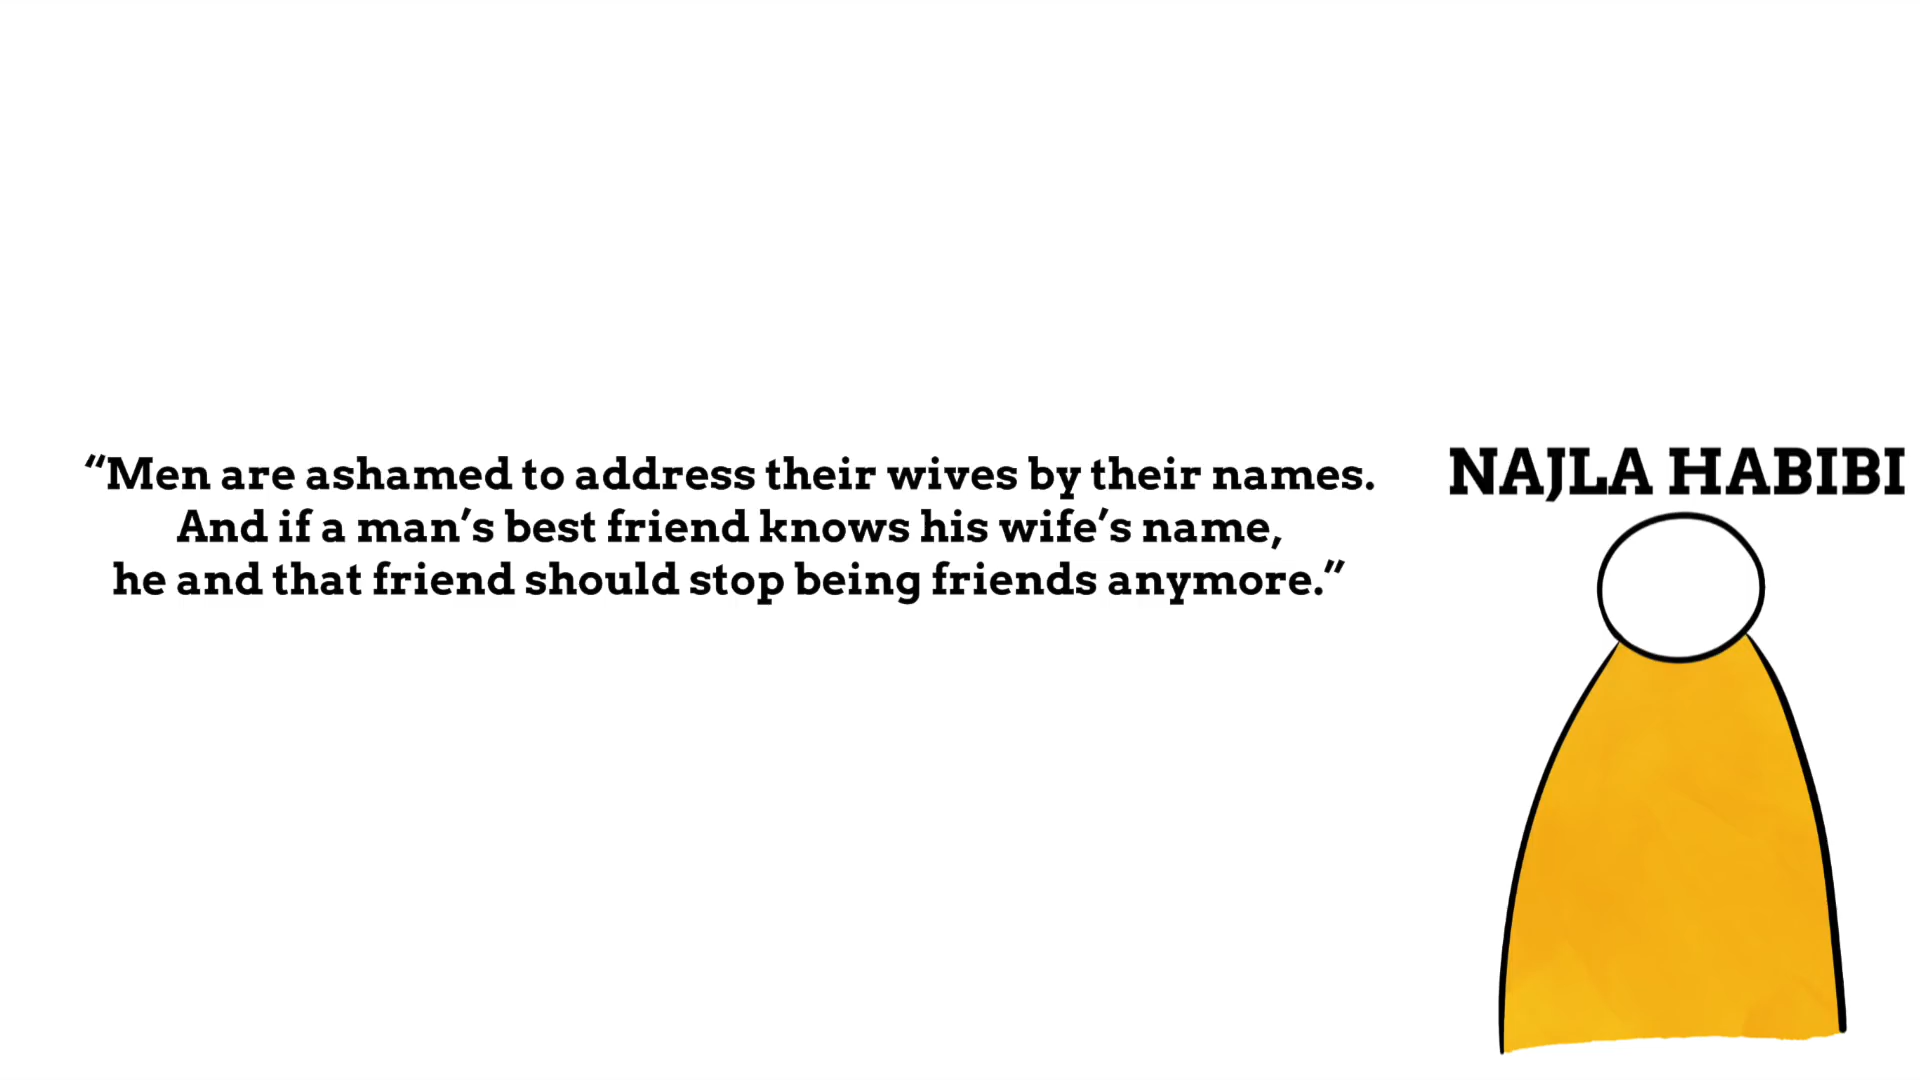 “Men are ashamed to address their wives by their names.
And if a man’s best friend knows his wife’s name,
he and that friend should stop being friends anymore.”
NAJLA HABIBI